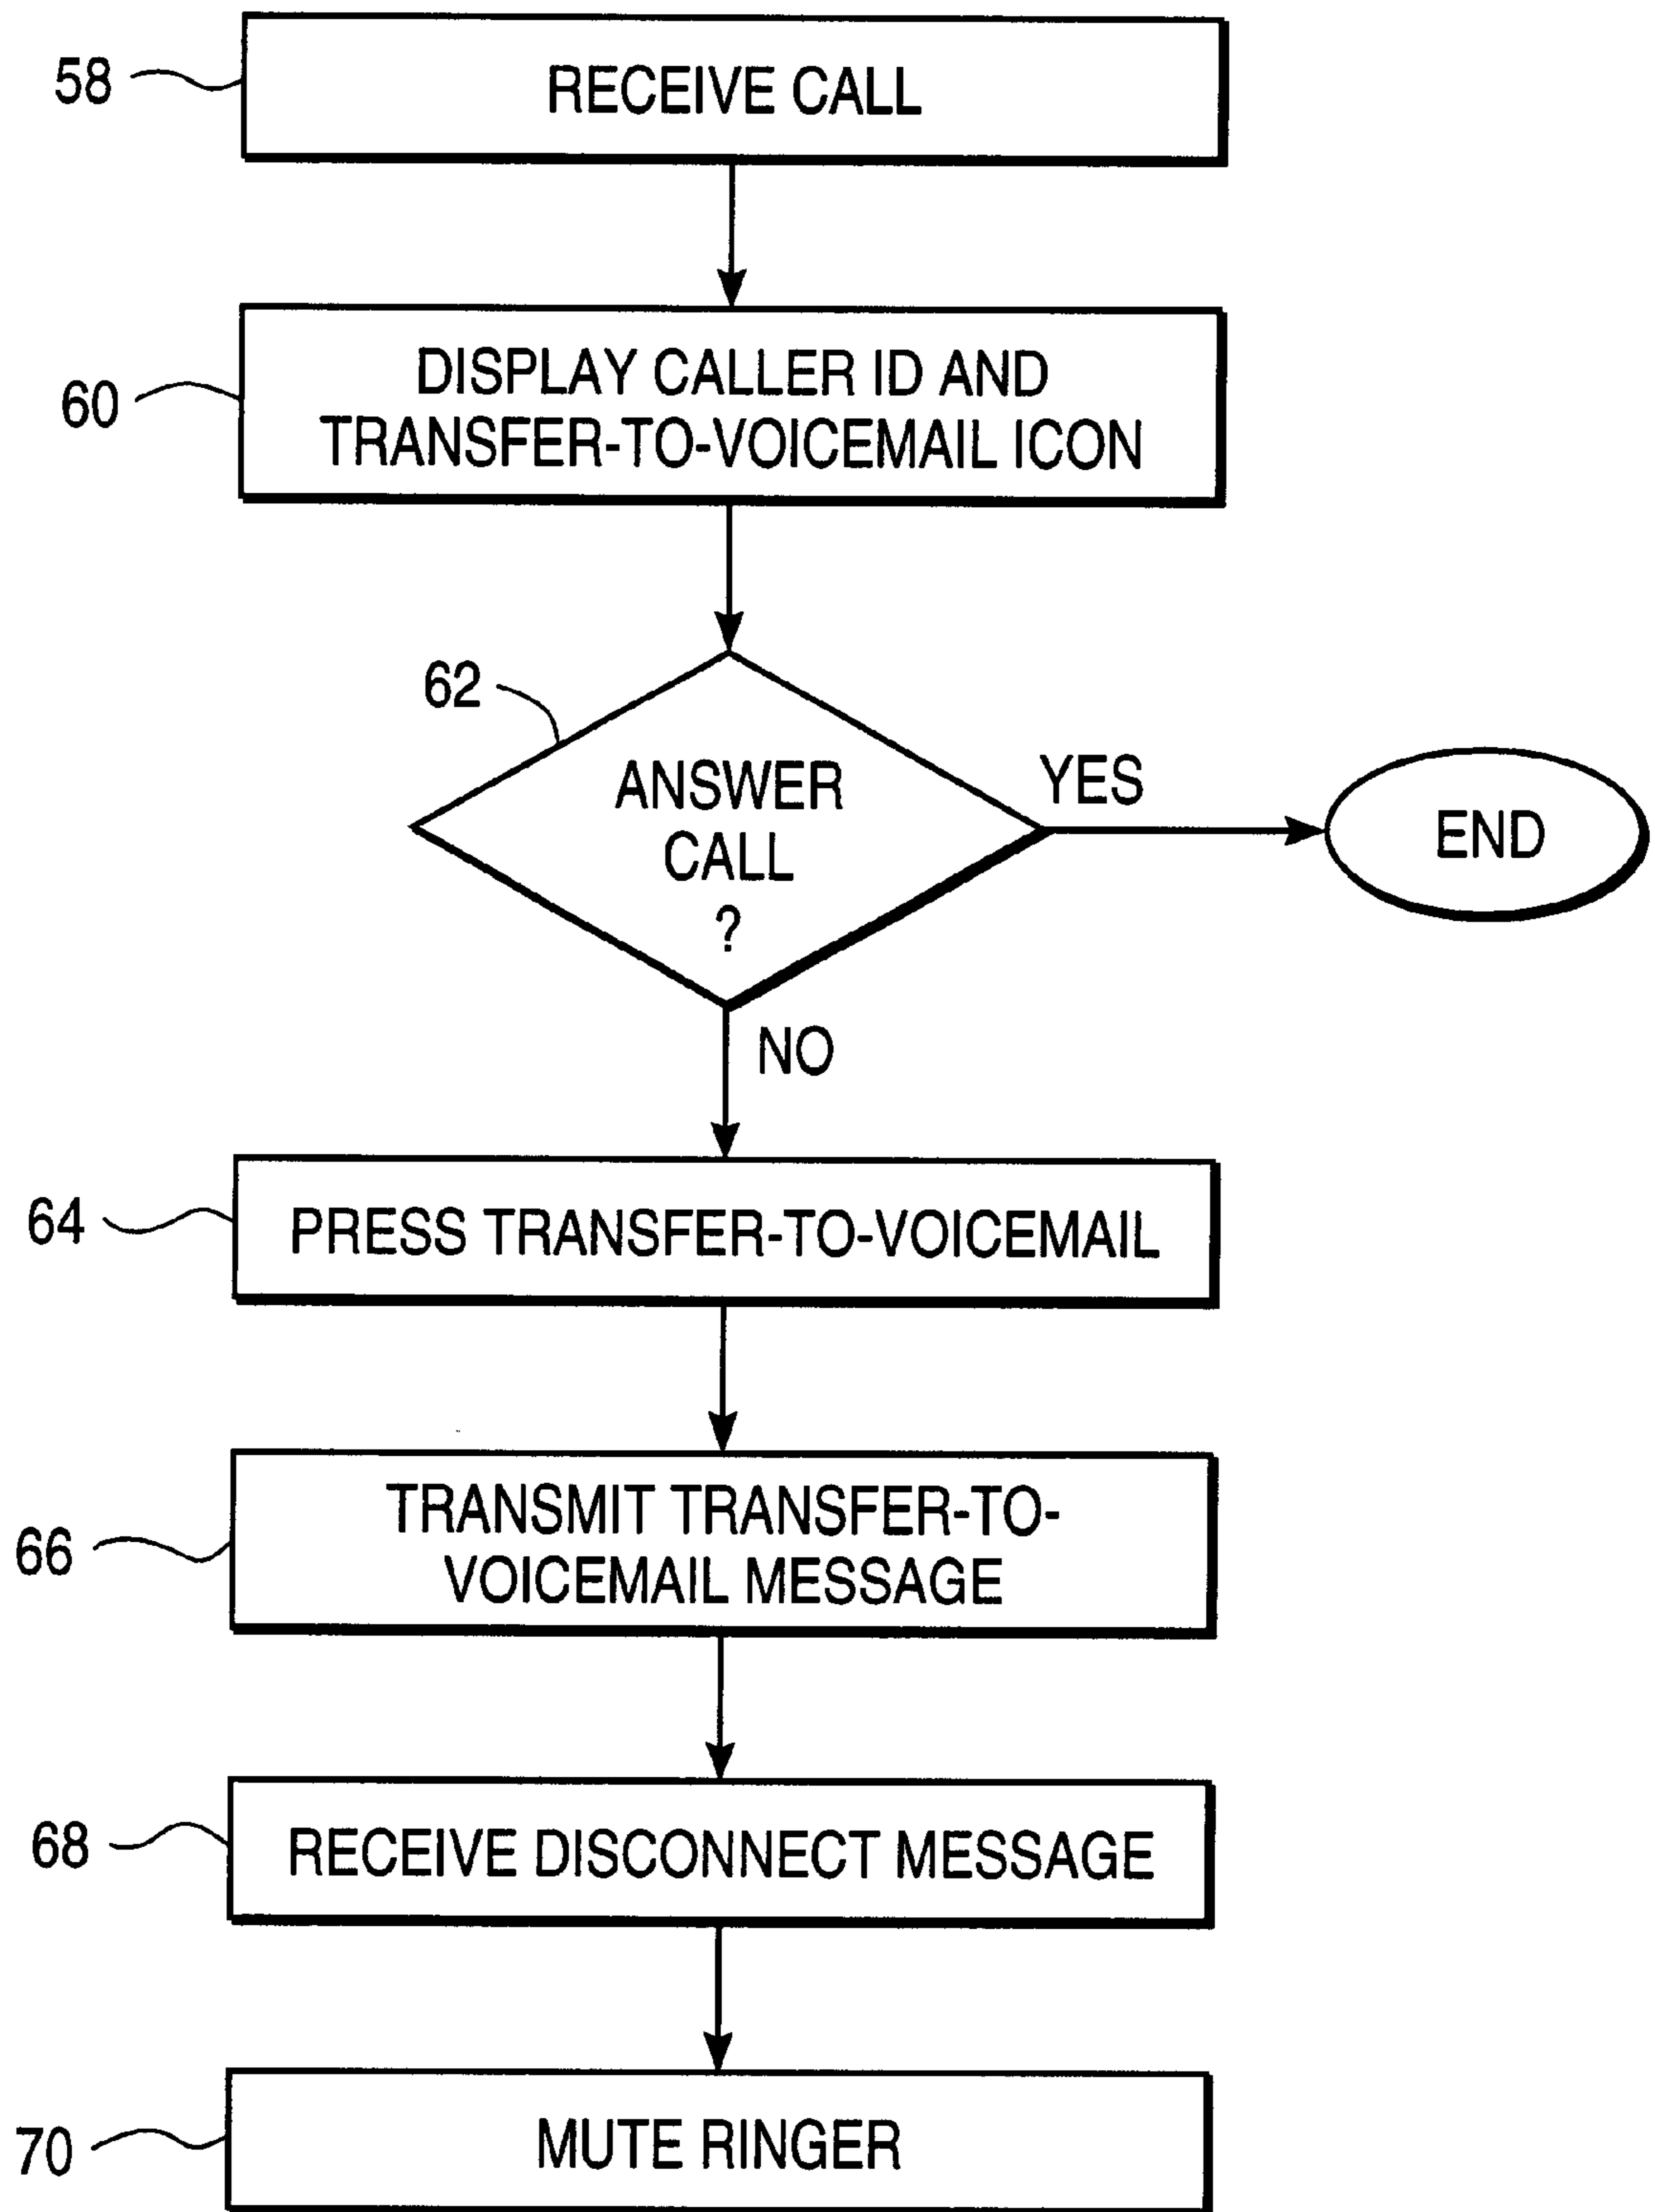 58
RECEIVE CALL
60
DISPLAY CALLER ID AND
TRANSFER-TO-VOICEMAIL ICON
62
ANSWER
CALL
?
YES
END
NO
64
PRESS TRANSFER-TO-VOICEMAIL
66
TRANSMIT TRANSFER-TO-
VOICEMAIL MESSAGE
68
RECEIVE DISCONNECT MESSAGE
70
MUTE RINGER